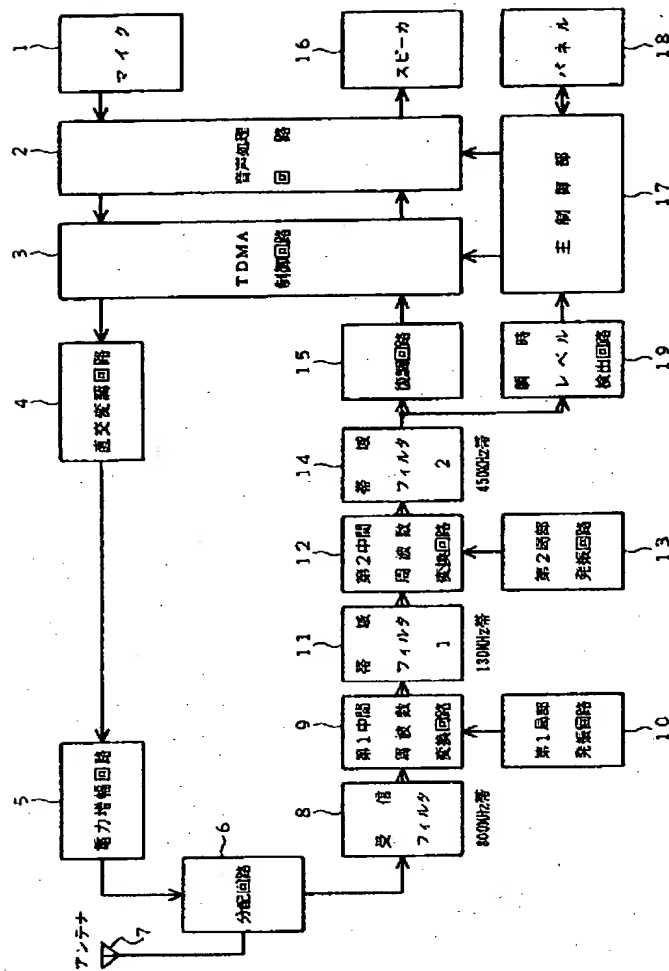 1
マイク
2
音声処理
回路
3
TDMA
制御回路
4
直交変調回路
5
電力増幅回路
6
分配回路
アンテナ
7
8
受信
フィルタ
800MHz帯
9
第1中間
周波数
変換回路
10
第1局部
発振回路
11
帯域
フィルタ
1
130MHz帯
12
第2中間
周波数
変換回路
13
第2局部
発振回路
14
帯域
フィルタ
2
450KHz帯
15
復調回路
16
スピーカ
17
主制御部
18
パネル
19
瞬時
レベル
検出回路